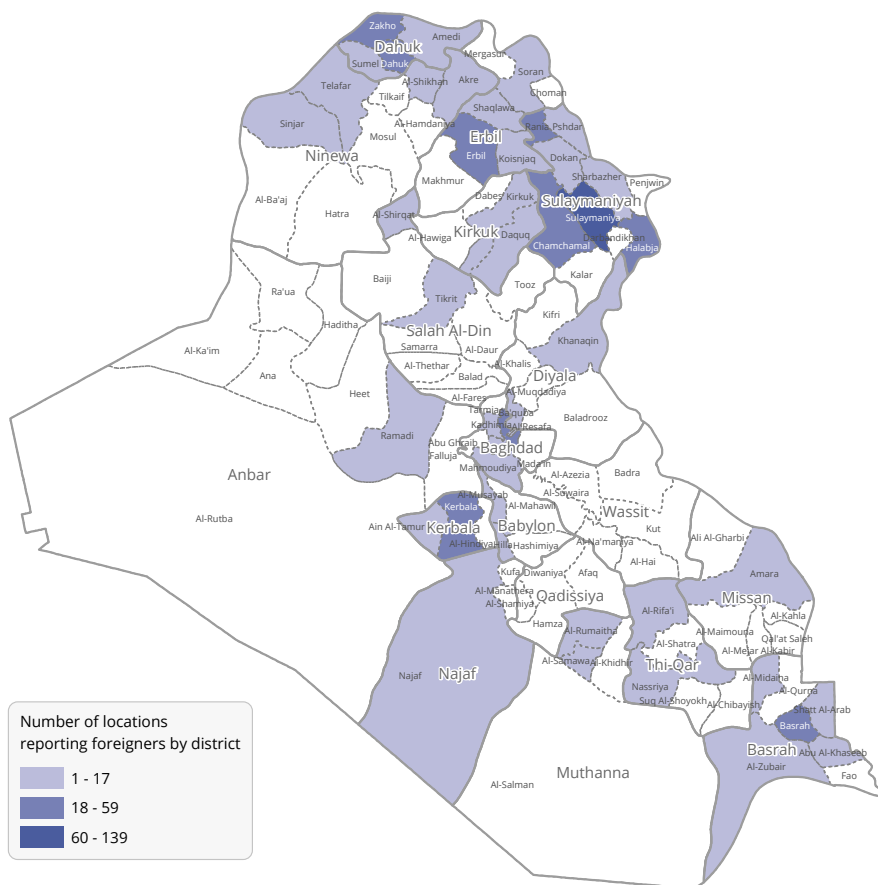 Zakho
Dahuk
Amedi
Sumel
Dahuk
Mergasur
Telafar
Al-Shikhan
Akre
Soran
Choman
Tilkaif
Shaqlawa
Sinjar
Al-Hamdaniya
Mosul
Erbil
Rania
Pshdar
Ninewa
Erbil
Koisnjaq
Dokan
Makhmur
Sharbazher
Penjwin
Al-Ba'aj
Dabes
Kirkuk
Sulaymaniyah
Hatra
Al-Shirqat
Sulaymaniya
Kirkuk
Daquq
Al-Hawiga
Darbandikhan
Chamchamal
Halabja
Baiji
Kalar
Tooz
Ra'ua
Tikrit
Kifri
Haditha
Salah Al-Din
Khanaqin
Samarra
Al-Daur
Al-Ka'im
Al-Thethar
Al-Khalis
Ana
Balad
Diyala
Heet
Al-Muqdadiya
Al-Fares
Tarmia
Ba'quba
Baladrooz
Kadhimia
Al Resafa
Ramadi
Abu Ghraib
Baghdad
Falluja
Mahmoudiya
Mada'in
Anbar
Al-Azezia
Badra
Al-Musayab
Al-Suwaira
Kerbala
Al-Mahawil
Wassit
Al-Rutba
Ain Al-Tamur
Kerbala
Babylon
Kut
Ali Al-Gharbi
Al-Hindiya
Hilla
Hashimiya
Al-Na'maniya
Al-Hai
Kufa
Diwaniya
Afaq
Amara
Al-Manathera
Qadissiya
Missan
Al-Shamiya
Al-Rifa'i
Al-Kahla
Hamza
Al-Rumaitha
Al-Maimouna
Qal'at Saleh
Al-Shatra
Al-Mejar Al-Kabir
Al-Samawa
Al-Khidhir
Thi-Qar
Najaf
Najaf
Al-Midaina
Nassriya
Al-Qurna
Suq Al-Shoyokh
Al-Chibayish
Shatt Al-Arab
Basrah
Basrah
Abu Al-Khaseeb
Al-Zubair
Muthanna
Fao
Al-Salman
Number of locations
reporting foreigners by district
1 - 17
18 - 59
60 - 139